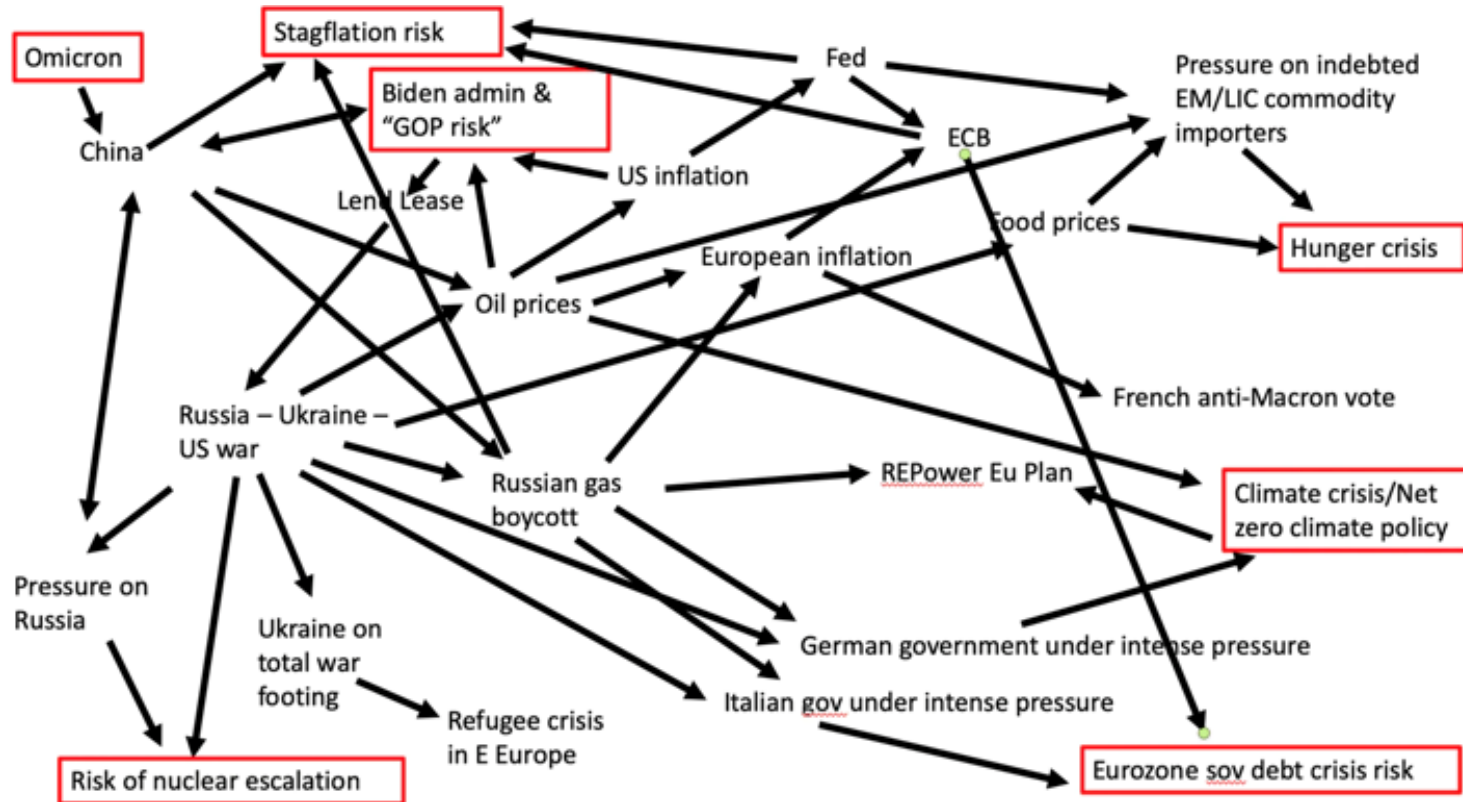 Omicron
Stagflation risk
Fed
Pressure on indebted
EM/LIC commodity
importers
Biden admin &
“GOP risk”
China
ECB
US inflation
Lend Lease
Food prices
European inflation
Hunger crisis
Oil prices
French anti-Macron vote
Russia – Ukraine –
US war
Russian gas
boycott
REPower Eu Plan
Climate crisis/Net
zero climate policy
Pressure on
Russia
Ukraine on
total war
footing
German government under intense pressure
Italian gov under intense pressure
Refugee crisis
in E Europe
Risk of nuclear escalation
Eurozone sov debt crisis risk